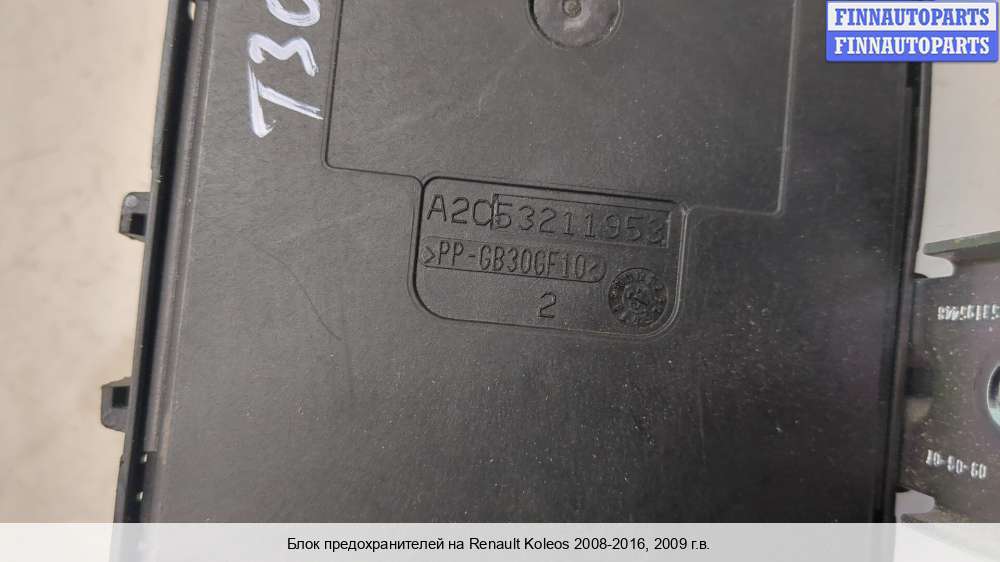 FINNAUTOPARTS
FINNAUTOPARTS
T30
A2C53211953
>PP-GB30GF10<
2
Блок предохранителей на Renault Koleos 2008-2016, 2009 г.в.